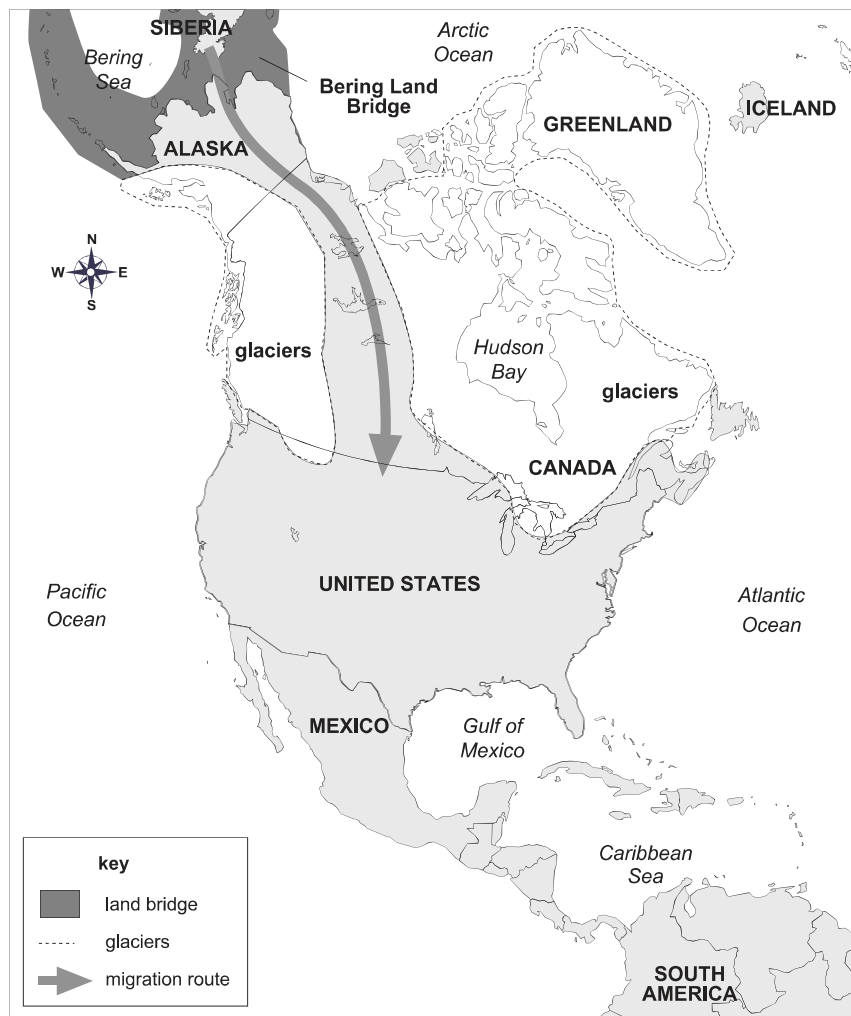 SIBERIA
Bering
Sea
Arctic
Ocean
Bering Land
Bridge
GREENLAND
ICELAND
ALASKA
N
W E
S
glaciers
Hudson
Bay
glaciers
CANADA
UNITED STATES
Pacific
Ocean
Atlantic
Ocean
MEXICO
Gulf of
Mexico
Caribbean
Sea
SOUTH
AMERICA
key
land bridge
glaciers
migration route